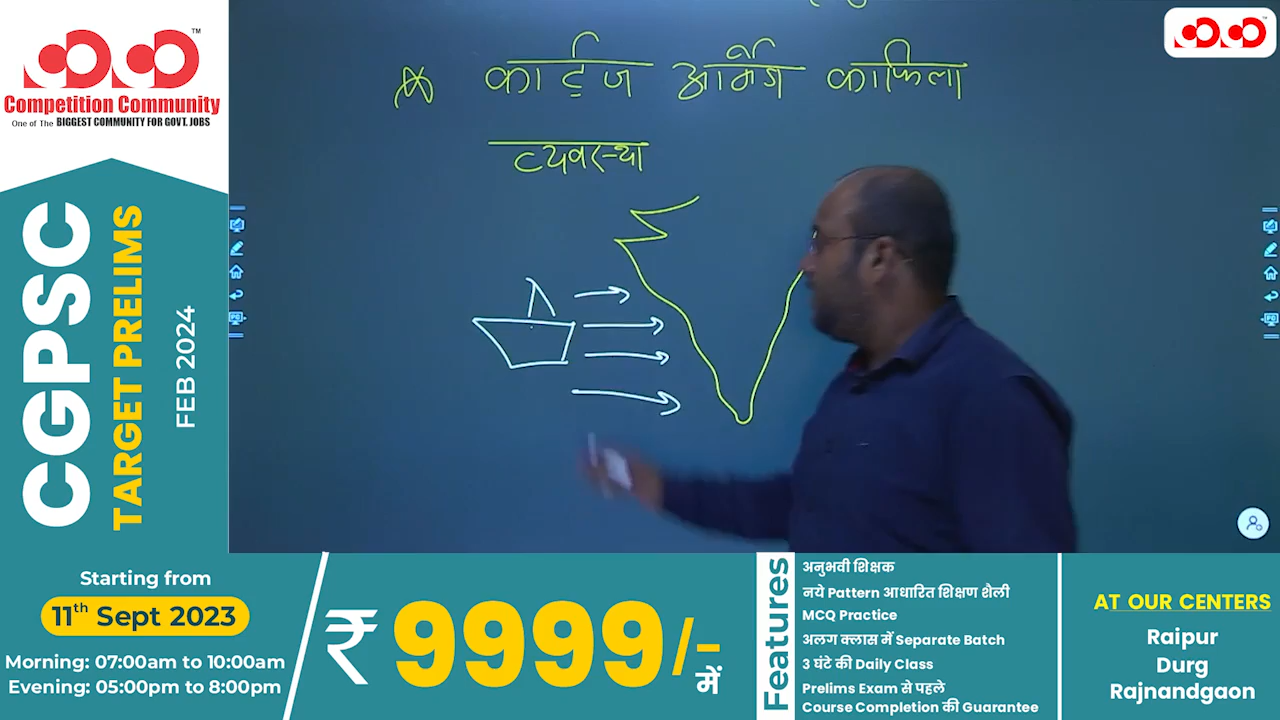 Competition Community
One of The BIGGEST COMMUNITY FOR GOVT. JOBS
CGPSC
TARGET PRELIMS
FEB 2024
कार्टज आर्मेडा काफिला
व्यवस्था
Starting from
11th Sept 2023
Morning: 07:00am to 10:00am
Evening: 05:00pm to 8:00pm
₹ 9999/- में
Features
अनुभवी शिक्षक
नये Pattern आधारित शिक्षण शैली
MCQ Practice
अलग क्लास में Separate Batch
3 घंटे की Daily Class
Prelims Exam से पहले
Course Completion की Guarantee
AT OUR CENTERS
Raipur
Durg
Rajnandgaon